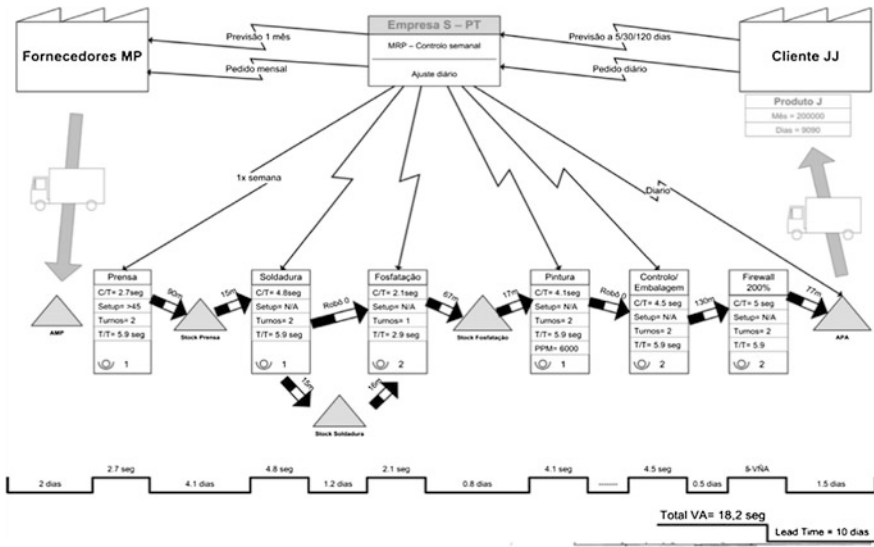 Fornecedores MP
Previsão 1 mês
Pedido mensal
Empresa S – PT
MRP – Controlo semanal
Ajuste diário
Previsão a 5/30/120 dias
Pedido diário
Cliente JJ
Produto J
Mês = 200000
Dias = 9090
1x semana
Diario
AMP
Prensa
C/T= 2.7seg
Setup= >45
Turnos= 2
T/T= 5.9 seg
1
90m
Stock Prensa
15m
Soldadura
C/T= 4.8seg
Setup= N/A
Turnos= 2
T/T= 5.9 seg
1
Robô 0
15m
Stock Soldadura
16m
Fosfatação
C/T= 2.1seg
Setup= N/A
Turnos= 1
T/T= 2.9 seg
2
67m
Stock Fosfatação
17m
Pintura
C/T= 4.1seg
Setup= N/A
Turnos= 2
T/T= 5.9 seg
PPM= 6000
1
Robô 0
Controlo/
Embalagem
C/T= 4.5 seg
Setup= N/A
Turnos= 2
T/T= 5.9 seg
2
130m
Firewall
200%
C/T= 5 seg
Setup= N/A
Turnos= 2
T/T= 5.9
2
77m
APA
2.7 seg
4.8 seg
2.1 seg
4.1 seg
4.5 seg
2 dias
4.1 dias
1.2 dias
0.8 dias
0.5 dias
1.5 dias
Total VA= 18,2 seg
Lead Time = 10 dias